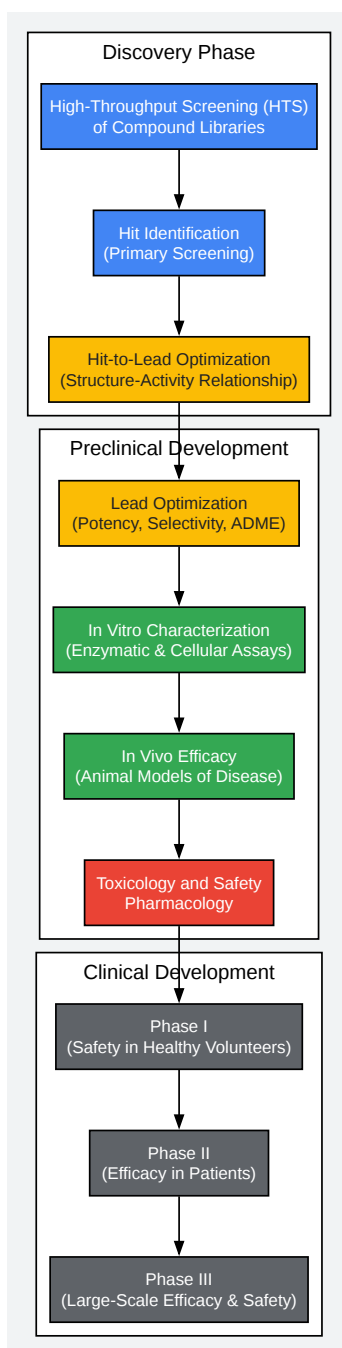 Discovery Phase
High-Throughput Screening (HTS)
of Compound Libraries
Hit Identification
(Primary Screening)
Hit-to-Lead Optimization
(Structure-Activity Relationship)
Preclinical Development
Lead Optimization
(Potency, Selectivity, ADME)
In Vitro Characterization
(Enzymatic & Cellular Assays)
In Vivo Efficacy
(Animal Models of Disease)
Toxicology and Safety
Pharmacology
Clinical Development
Phase I
(Safety in Healthy Volunteers)
Phase II
(Efficacy in Patients)
Phase III
(Large-Scale Efficacy & Safety)